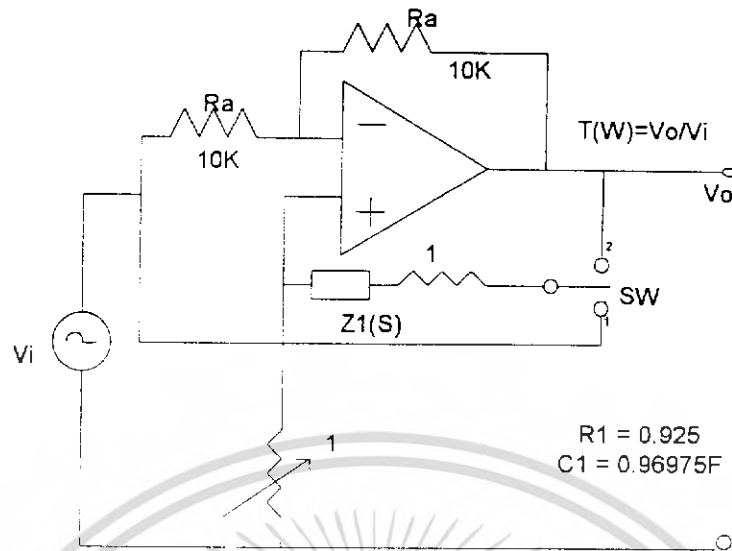 Ra
10K
Ra
10K
T(W)=Vo/Vi
Vo
1
2
SW
1
Z1(S)
Vi
1
R1 = 0.925
C1 = 0.96975F